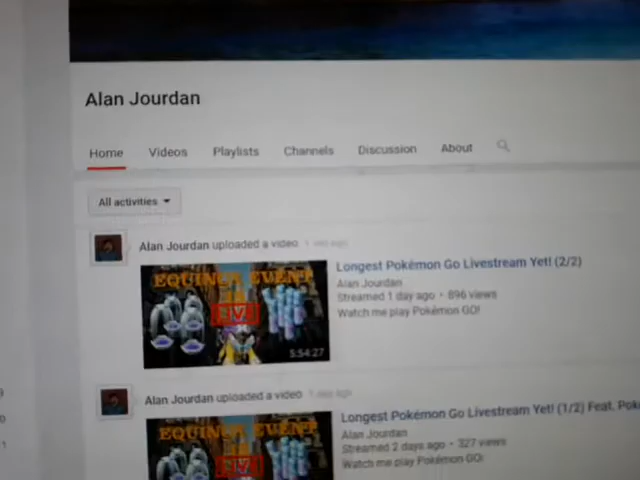 Alan Jourdan
Home Videos Playlists Channels Discussion About
All activities
Alan Jourdan uploaded a video
EQUINOX EVENT
5:54:27
Longest Pokémon Go Livestream Yet! (2/2)
Alan Jourdan
Streamed 1 day ago • 896 views
Watch me play Pokémon GO!
Alan Jourdan uploaded a video
EQUINOX EVENT
Longest Pokémon Go Livestream Yet! (1/2) Feat.
Alan Jourdan
Streamed 2 days ago • 327 views
Watch me play Pokémon GO!